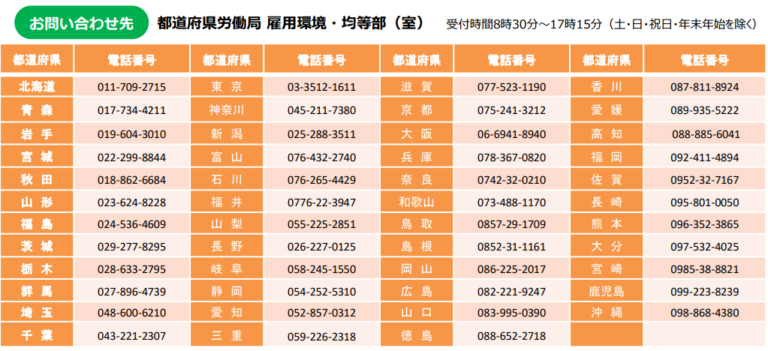 お問い合わせ先 都道府県労働局 雇用環境・均等部（室） 受付時間8時30分～17時15分（土・日・祝日・年末年始を除く）
都道府県 電話番号 都道府県 電話番号 都道府県 電話番号 都道府県 電話番号
北海道 011-709-2715 東 京 03-3512-1611 滋 賀 077-523-1190 香 川 087-811-8924
青 森 017-734-4211 神奈川 045-211-7380 京 都 075-241-3212 愛 媛 089-935-5222
岩 手 019-604-3010 新 潟 025-288-3511 大 阪 06-6941-8940 高 知 088-885-6041
宮 城 022-299-8844 富 山 076-432-2740 兵 庫 078-367-0820 福 岡 092-411-4894
秋 田 018-862-6684 石 川 076-265-4429 奈 良 0742-32-0210 佐 賀 0952-32-7167
山 形 023-624-8228 福 井 0776-22-3947 和歌山 073-488-1170 長 崎 095-801-0050
福 島 024-536-4609 山 梨 055-225-2851 鳥 取 0857-29-1709 熊 本 096-352-3865
茨 城 029-277-8295 長 野 026-227-0125 島 根 0852-31-1161 大 分 097-532-4025
栃 木 028-633-2795 岐 阜 058-245-1550 岡 山 086-225-2017 宮 崎 0985-38-8821
群 馬 027-896-4739 静 岡 054-252-5310 広 島 082-221-9247 鹿児島 099-223-8239
埼 玉 048-600-6210 愛 知 052-857-0312 山 口 083-995-0390 沖 縄 098-868-4380
千 葉 043-221-2307 三 重 059-226-2318 徳 島 088-652-2718